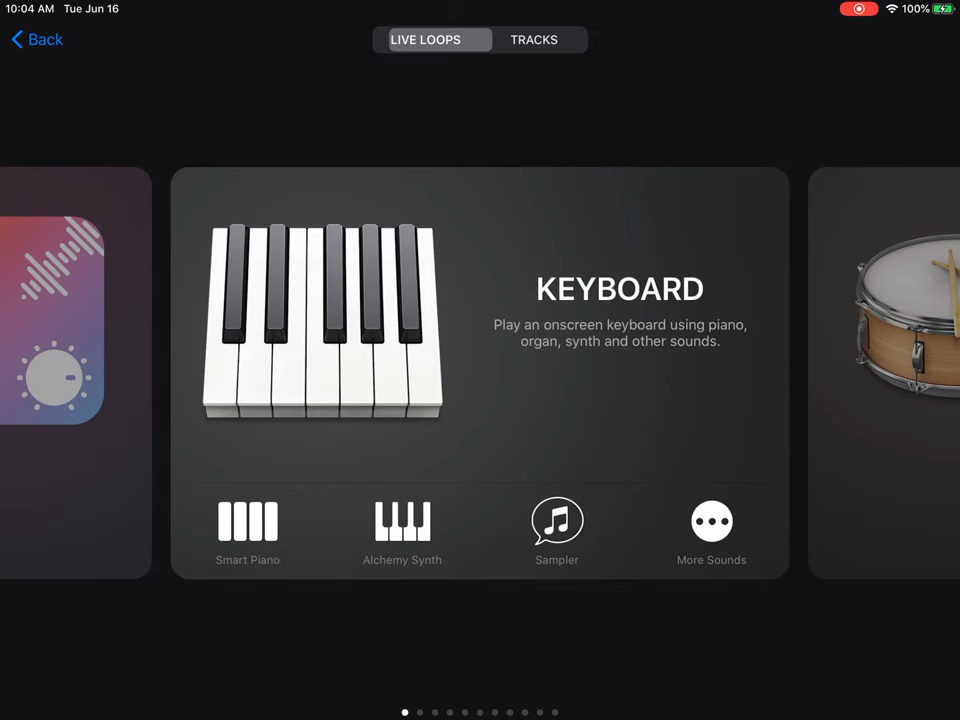 10:04 AM Tue Jun 16
100%
Back
LIVE LOOPS
TRACKS
KEYBOARD
Play an onscreen keyboard using piano,
organ, synth and other sounds.
Smart Piano
Alchemy Synth
Sampler
More Sounds